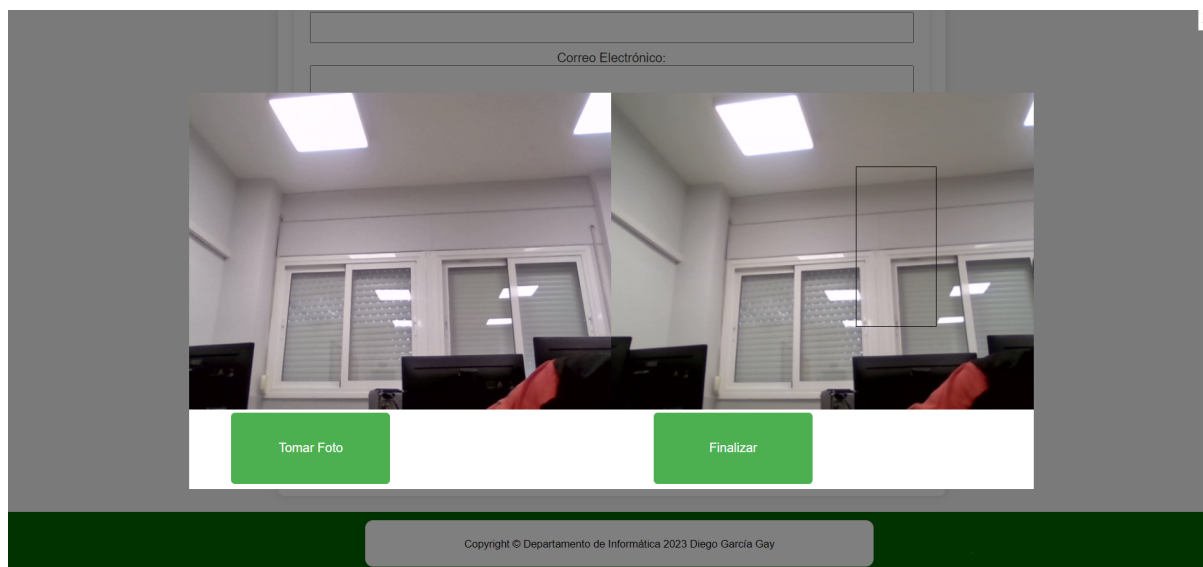 Correo Electrónico:
Tomar Foto
Finalizar
Copyright © Departamento de Informática 2023 Diego García Gay